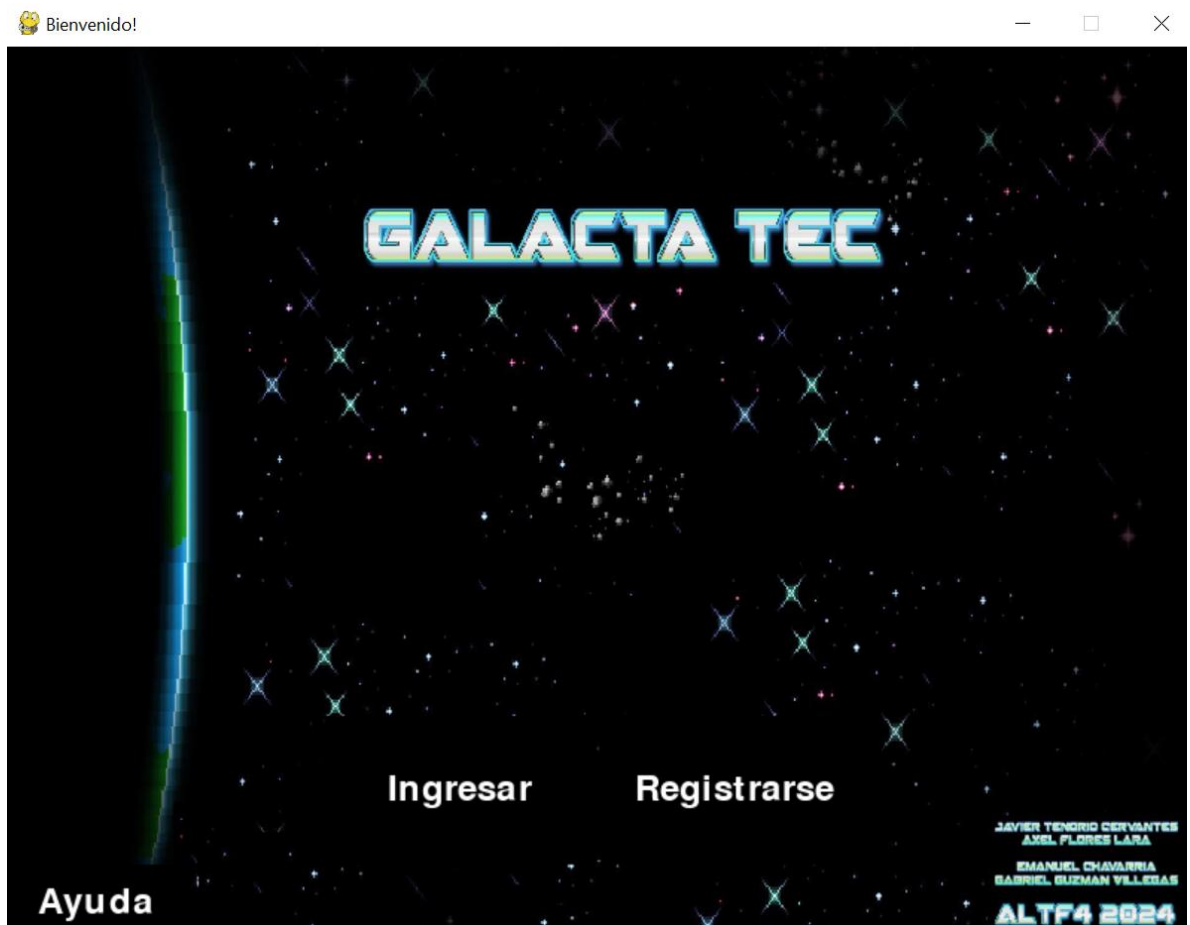 Bienvenido!
GALACTA TEC
Ingresar
Registrarse
JAVIER TENORIO CERVANTES
AXEL FLORES LARA
EMANUEL CHAVARRIA
GABRIEL GUZMAN VILLEGAS
Ayuda
ALTF4 2024